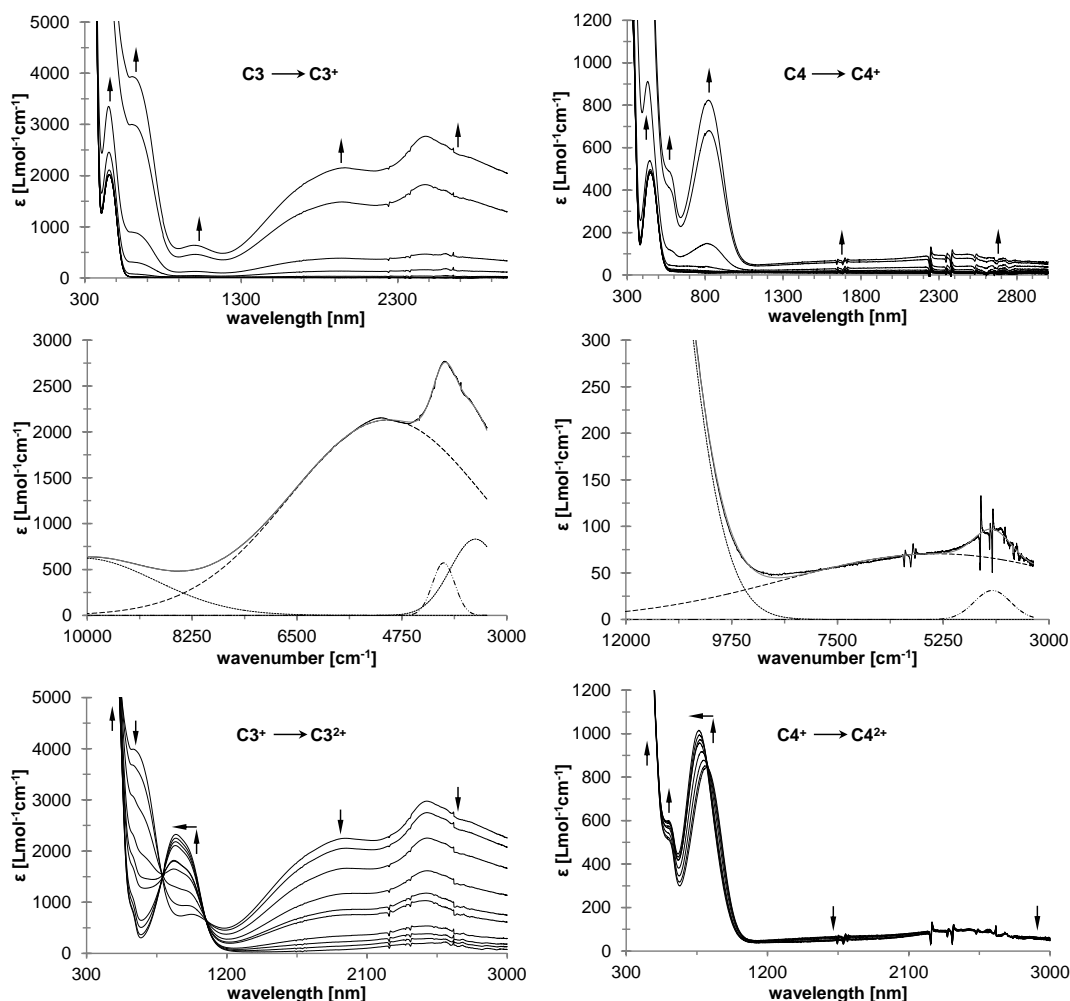 5000
4000
3000
2000
1000
0
ε [Lmol-1cm-1]
C3 → C3+
300 1300 2300
wavelength [nm]
1200
1000
800
600
400
200
0
ε [Lmol-1cm-1]
C4 → C4+
300 800 1300 1800 2300 2800
wavelength [nm]
3000
2500
2000
1500
1000
500
0
ε [Lmol-1cm-1]
10000 8250 6500 4750 3000
wavenumber [cm-1]
300
250
200
150
100
50
0
ε [Lmol-1cm-1]
12000 9750 7500 5250 3000
wavenumber [cm-1]
5000
4000
3000
2000
1000
0
ε [Lmol-1cm-1]
C3+ → C32+
300 1200 2100 3000
wavelength [nm]
1200
1000
800
600
400
200
0
ε [Lmol-1cm-1]
C4+ → C42+
300 1200 2100 3000
wavelength [nm]